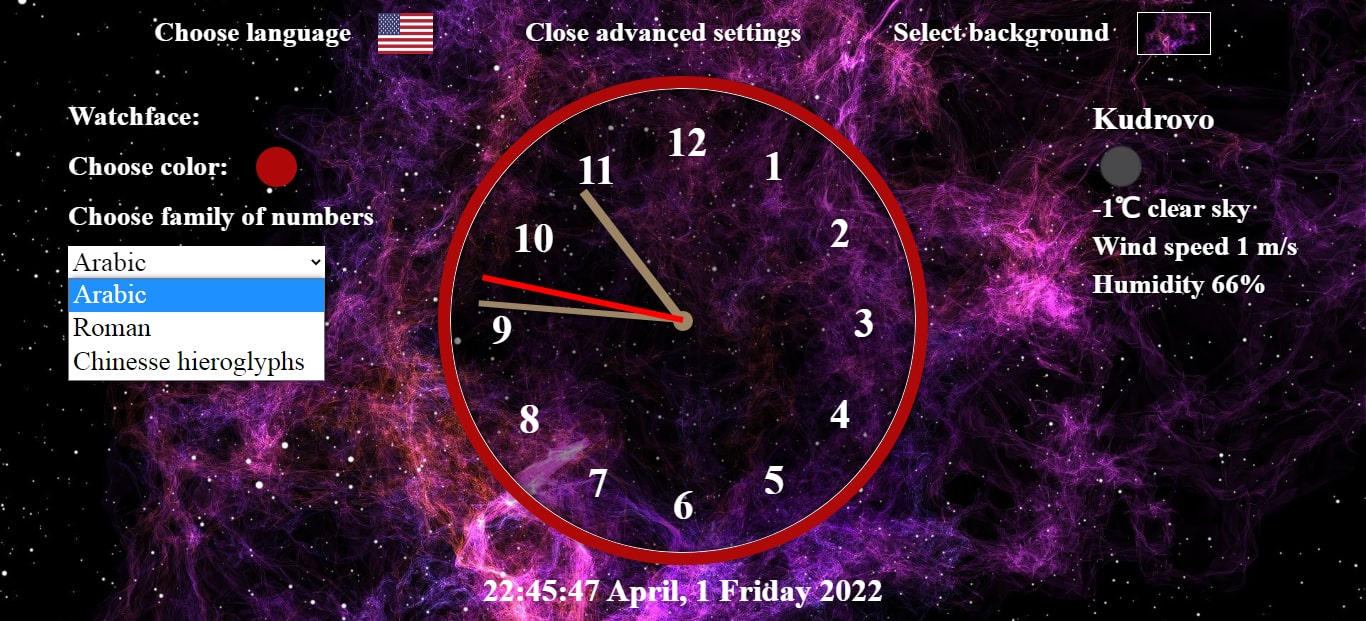 Choose language
Close advanced settings
Select background
Watchface:
Choose color:
Choose family of numbers
Arabic
Arabic
Roman
Chinesse hieroglyphs
12
1
2
3
4
5
6
7
8
9
10
11
Kudrovo
-1℃ clear sky
Wind speed 1 m/s
Humidity 66%
22:45:47 April, 1 Friday 2022